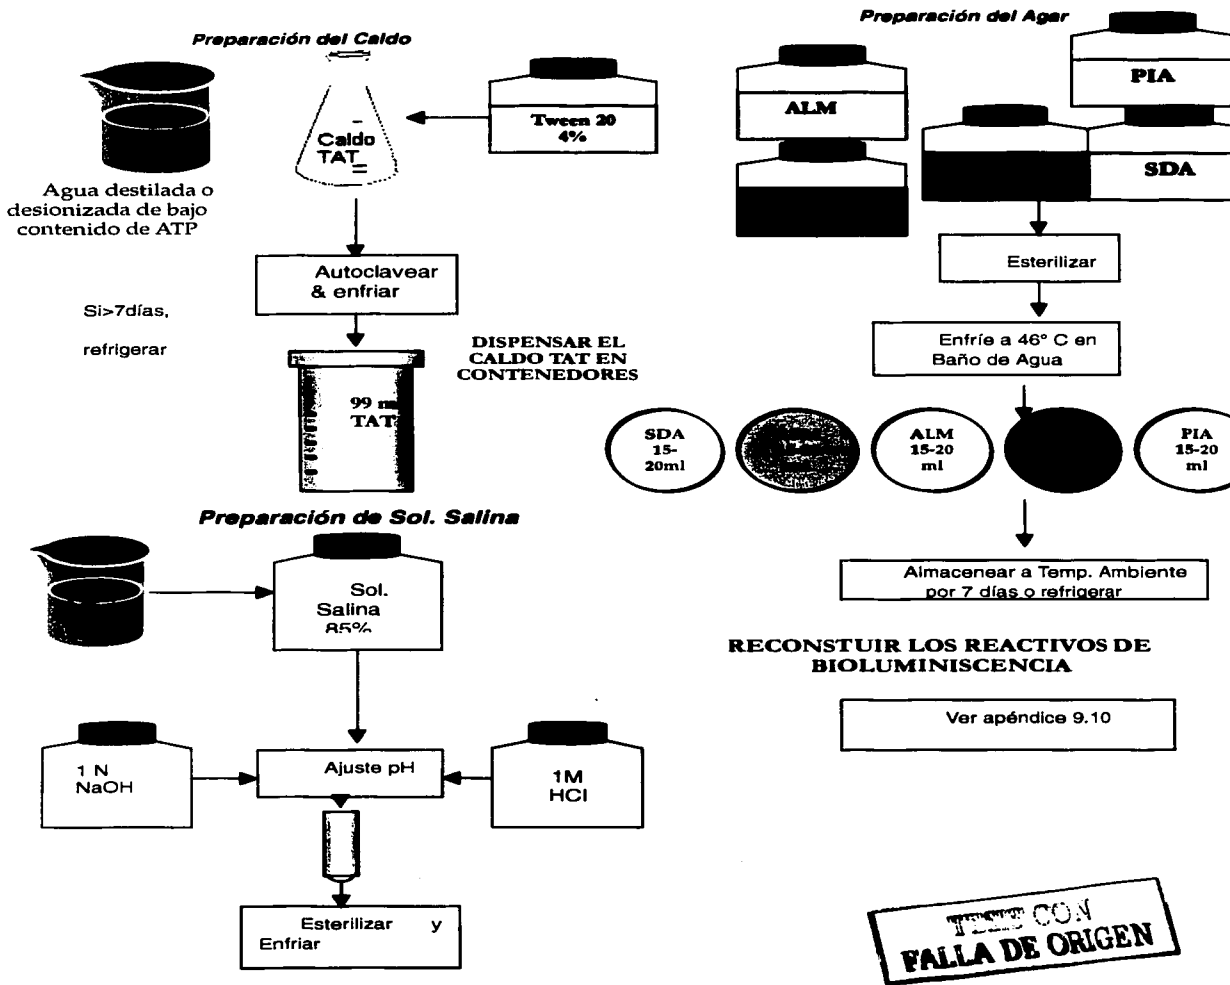 Preparación del Caldo
Caldo
TAT
Tween 20
4%
Agua destilada o
desionizada de bajo
contenido de ATP
Autoclavear
& enfriar
Si>7días,
refrigerar
DISPENSAR EL
CALDO TAT EN
CONTENEDORES
99 m
TAT
Preparación de Sol. Salina
Sol.
Salina
85%
1 N
NaOH
Ajuste pH
1M
HCl
Esterilizar y
Enfriar
Preparación del Agar
ALM
PIA
SDA
Esterilizar
Enfríe a 46° C en
Baño de Agua
SDA
15-
20ml
ALM
15-20
ml
PIA
15-20
ml
Almacenear a Temp. Ambiente
por 7 días o refrigerar
RECONSTUIR LOS REACTIVOS DE
BIOLUMINISCENCIA
Ver apéndice 9.10
TESIS CON
FALLA DE ORIGEN